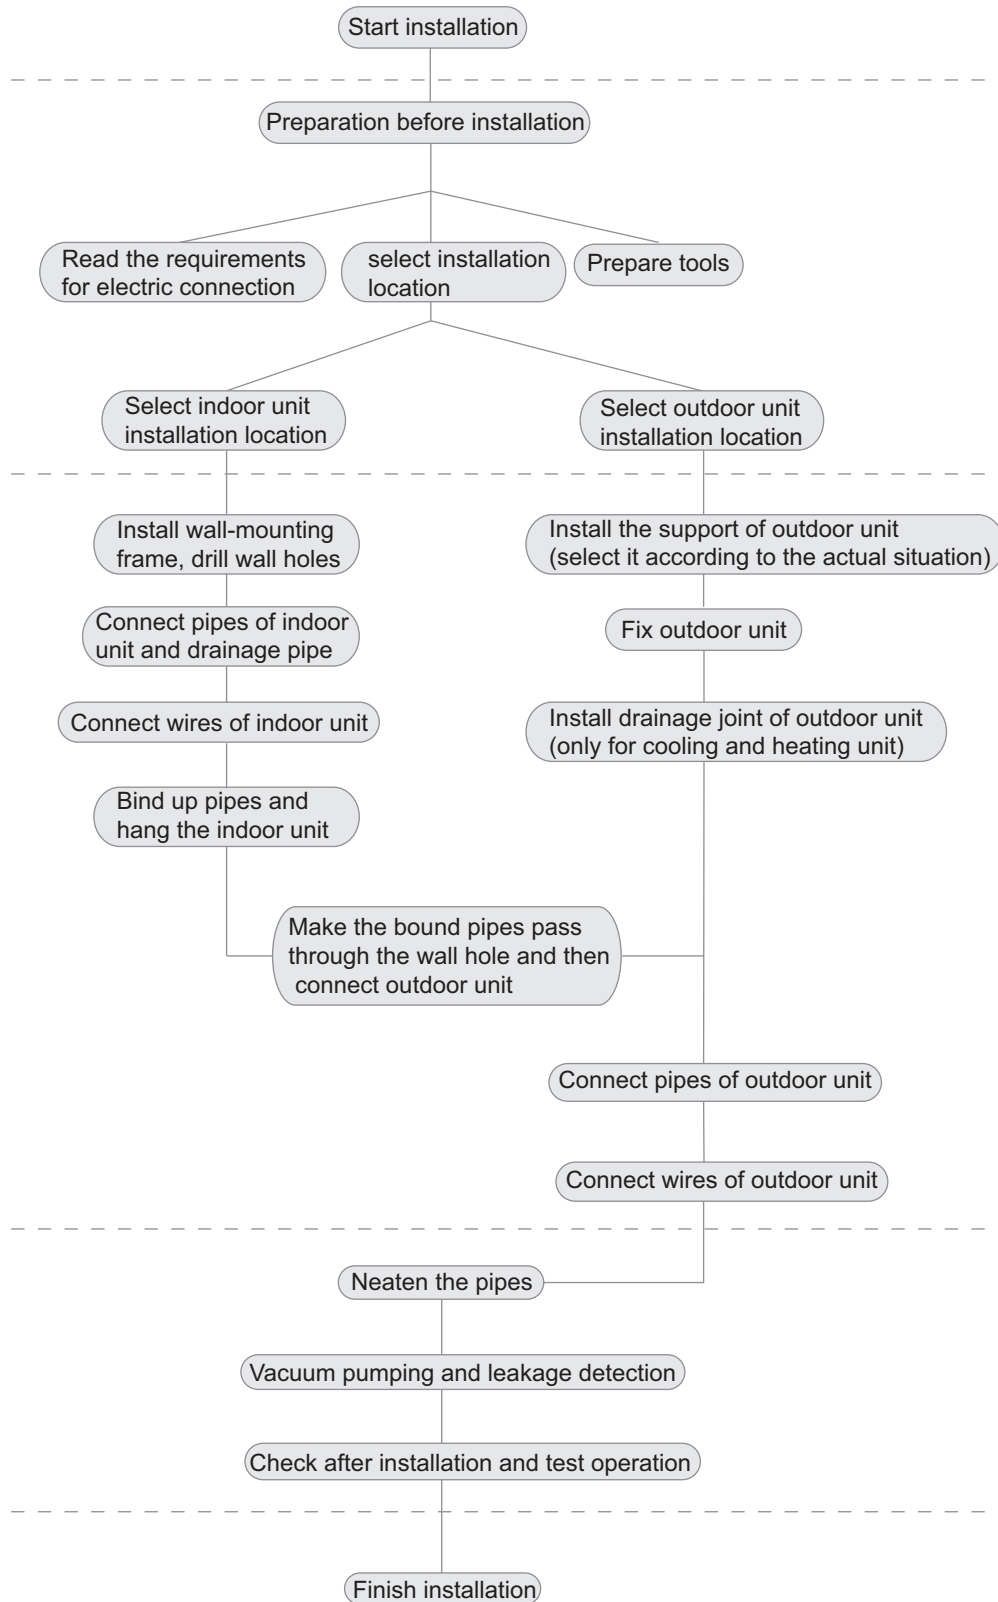 Start installation
Preparation before installation
Read the requirements
for electric connection
select installation
location
Prepare tools
Select indoor unit
installation location
Select outdoor unit
installation location
Install wall-mounting
frame, drill wall holes
Install the support of outdoor unit
(select it according to the actual situation)
Connect pipes of indoor
unit and drainage pipe
Fix outdoor unit
Connect wires of indoor unit
Install drainage joint of outdoor unit
(only for cooling and heating unit)
Bind up pipes and
hang the indoor unit
Make the bound pipes pass
through the wall hole and then
connect outdoor unit
Connect pipes of outdoor unit
Connect wires of outdoor unit
Neaten the pipes
Vacuum pumping and leakage detection
Check after installation and test operation
Finish installation